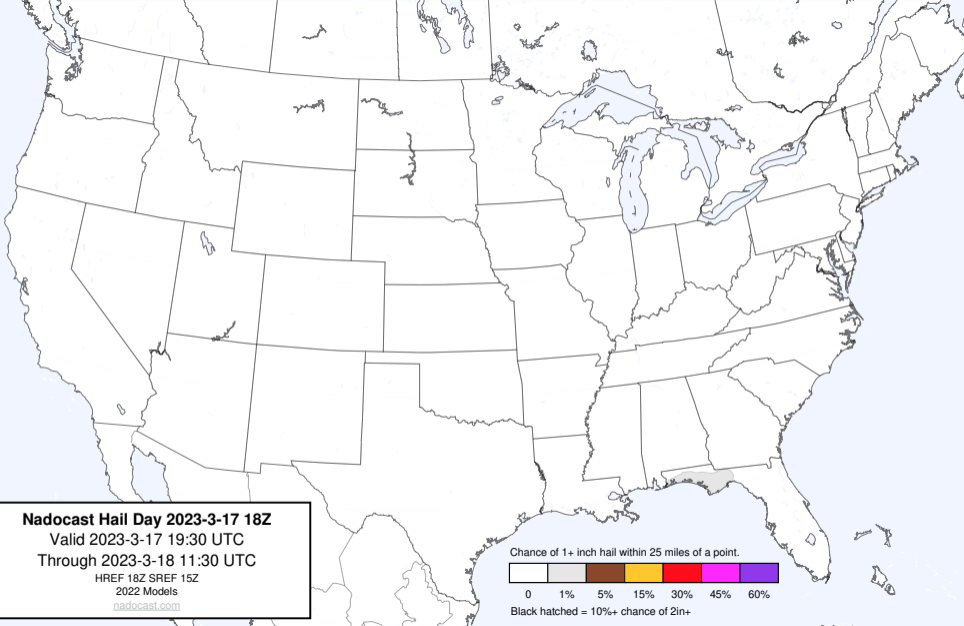 Nadocast Hail Day 2023-3-17 18Z
Valid 2023-3-17 19:30 UTC
Through 2023-3-18 11:30 UTC
HREF 18Z SREF 15Z
2022 Models
nadocast.com
Chance of 1+ inch hail within 25 miles of a point.
0 1% 5% 15% 30% 45% 60%
Black hatched = 10%+ chance of 2in+